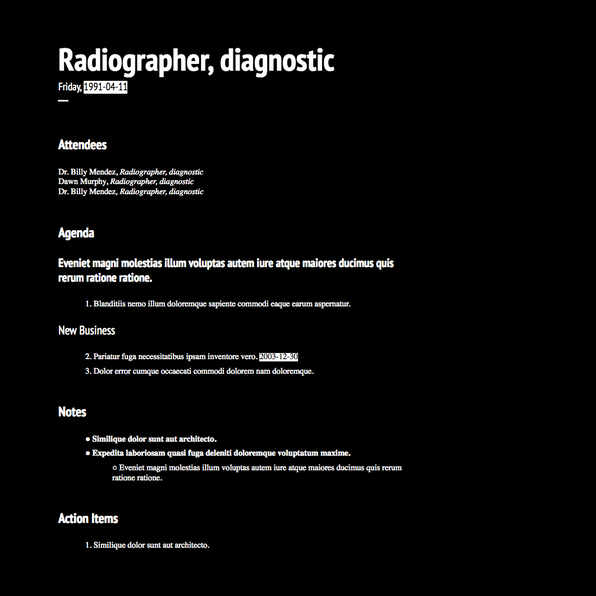 Radiographer, diagnostic
Friday, 1991-04-11
Attendees
Dr. Billy Mendez, Radiographer, diagnostic
Dawn Murphy, Radiographer, diagnostic
Dr. Billy Mendez, Radiographer, diagnostic
Agenda
Eveniet magni molestias illum voluptas autem iure atque maiores ducimus quis
rerum ratione ratione.
1. Blanditiis nemo illum doloremque sapiente commodi eaque earum aspernatur.
New Business
2. Pariatur fuga necessitatibus ipsam inventore vero. 2003-12-30
3. Dolor error cumque occaecati commodi dolorem nam doloremque.
Notes
● Similique dolor sunt aut architecto.
● Expedita laboriosam quasi fuga deleniti doloremque voluptatum maxime.
○ Eveniet magni molestias illum voluptas autem iure atque maiores ducimus quis rerum
ratione ratione.
Action Items
1. Similique dolor sunt aut architecto.